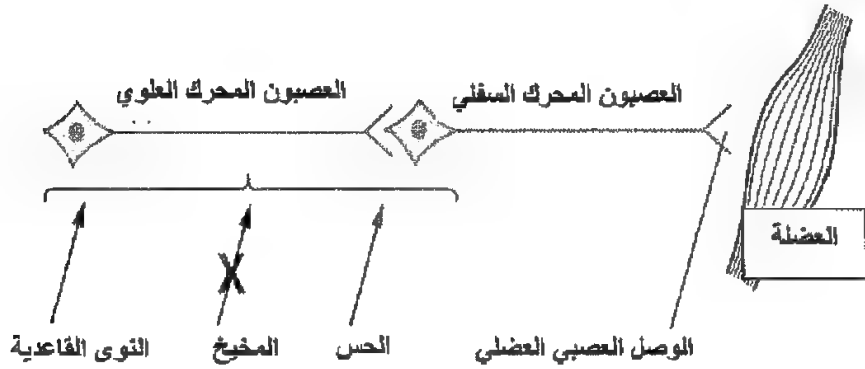 العصبون المحرك العلوي
العصبون المحرك السفلي
العضلة
النوى القاعدية
المخيخ
الحس
الوصل العصبي العضلي